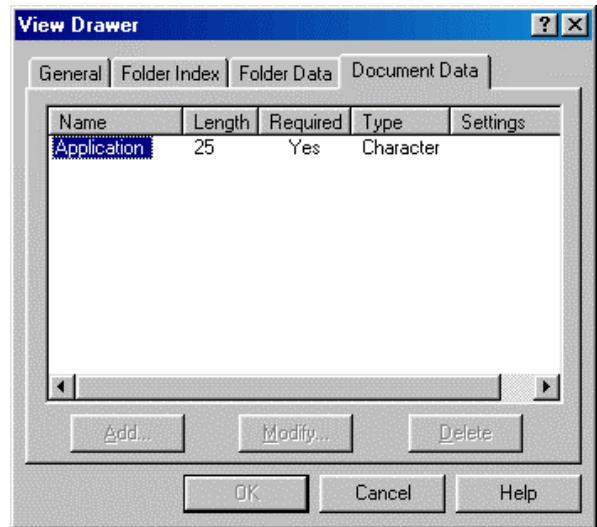 View Drawer
General Folder Index Folder Data Document Data
Name Length Required Type Settings
Application 25 Yes Character
Add... Modify... Delete
OK Cancel Help